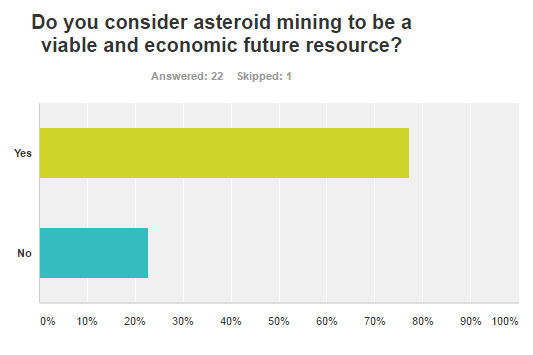 Do you consider asteroid mining to be a
viable and economic future resource?
Answered: 22 Skipped: 1
Yes
No
0% 10% 20% 30% 40% 50% 60% 70% 80% 90% 100%